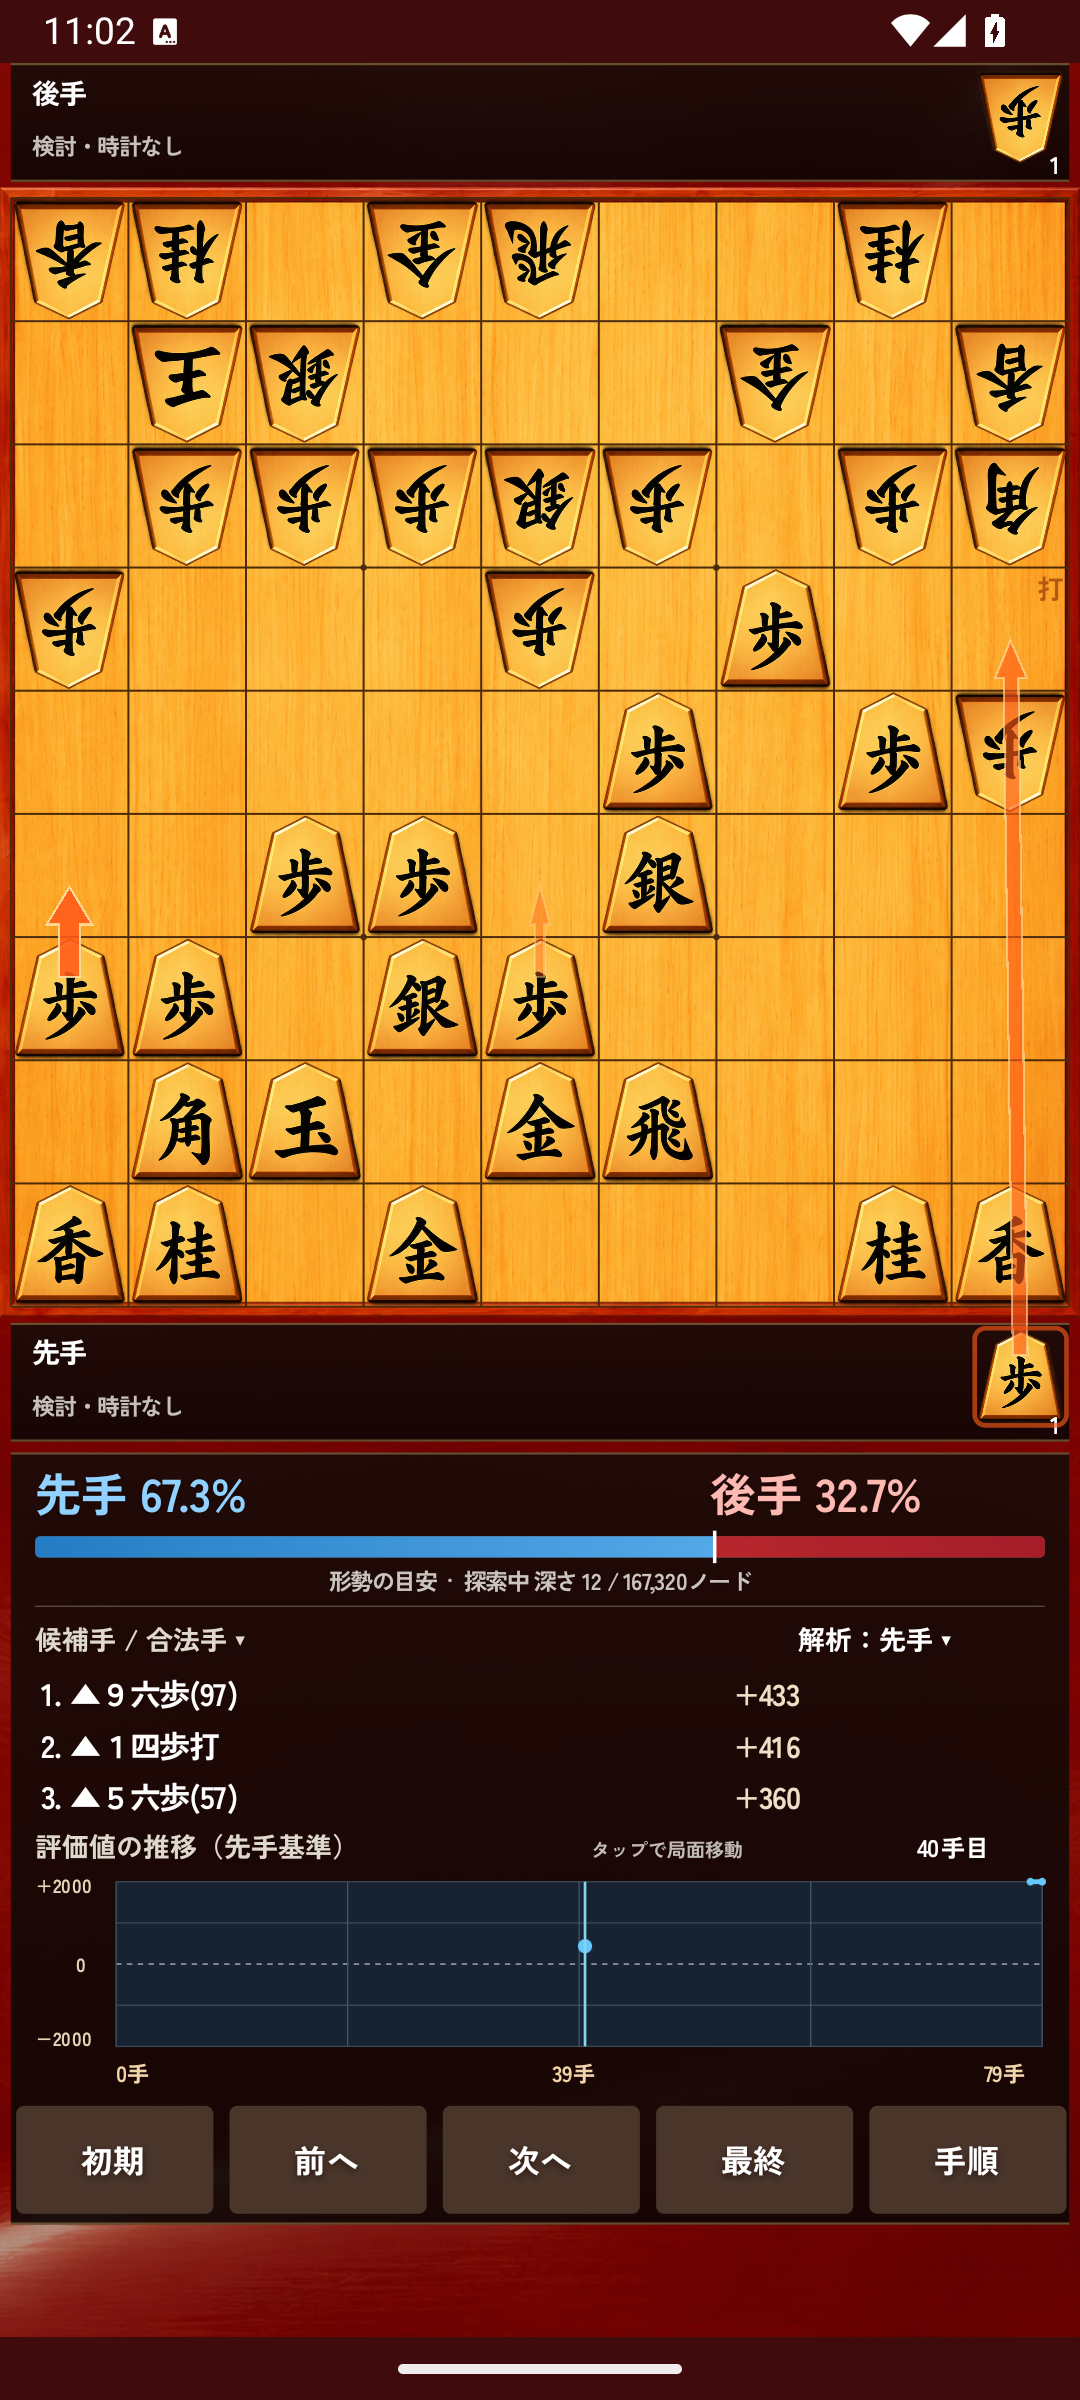 11:02 A
後手
検討・時計なし
歩
1
香 桂 金 飛 桂
王 銀 金 香
歩 歩 歩 銀 歩 歩 角
歩 歩 歩 打
歩 歩 歩
歩 歩 銀
歩 歩 銀 歩
角 玉 金 飛
香 桂 金 桂 香
先手
検討・時計なし
歩
1
先手 67.3% 後手 32.7%
形勢の目安 · 探索中 深さ 12 / 167,320ノード
候補手 / 合法手 ▾ 解析：先手 ▾
1. ▲９六歩(97) +433
2. ▲１四歩打 +416
3. ▲５六歩(57) +360
評価値の推移（先手基準） タップで局面移動 40手目
+2000
0
−2000
0手 39手 79手
初期 前へ 次へ 最終 手順